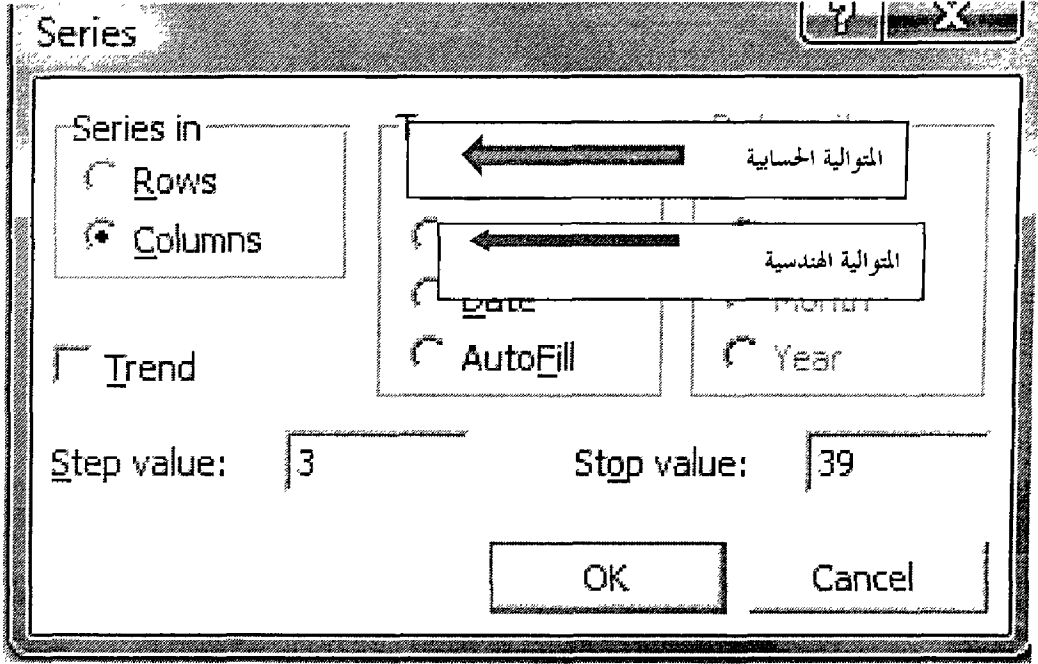 Series
Series in
Rows
Columns
Trend
المتوالية الحسابية
المتوالية الهندسية
Date
AutoFill
Month
Year
Step value: 3
Stop value: 39
OK
Cancel